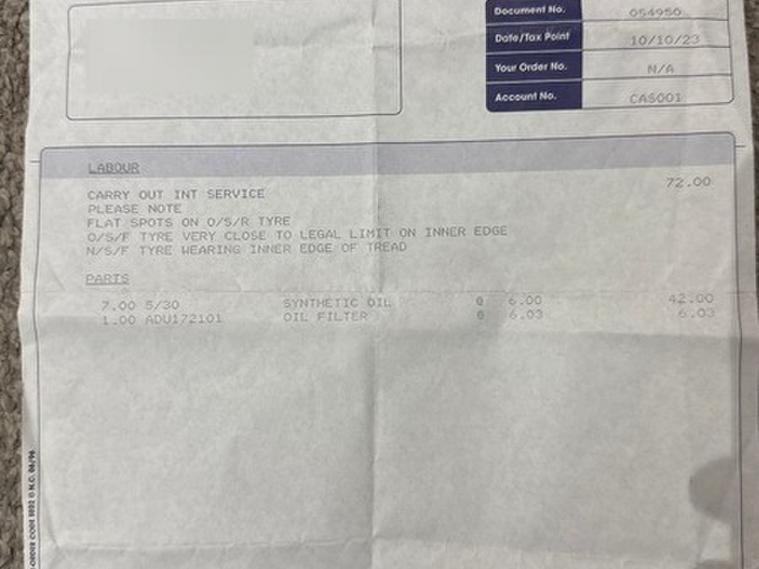 Document No. 054950
Date/Tax Point 10/10/23
Your Order No. N/A
Account No. CAS001
LABOUR
72.00
CARRY OUT INT SERVICE
PLEASE NOTE
FLAT SPOTS ON O/S/R TYRE
O/S/F TYRE VERY CLOSE TO LEGAL LIMIT ON INNER EDGE
N/S/F TYRE WEARING INNER EDGE OF TREAD
PARTS
7.00 5/30 SYNTHETIC OIL @ 6.00 42.00
1.00 ADU172101 OIL FILTER @ 6.03 6.03